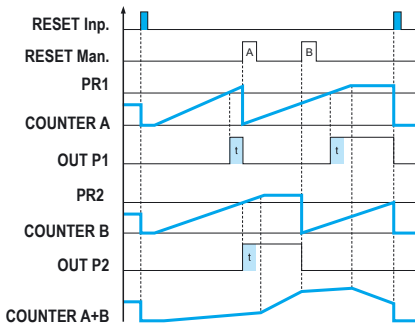 RESET Inp.
RESET Man.
A
B
PR1
COUNTER A
OUT P1
t
t
PR2
COUNTER B
OUT P2
t
COUNTER A+B